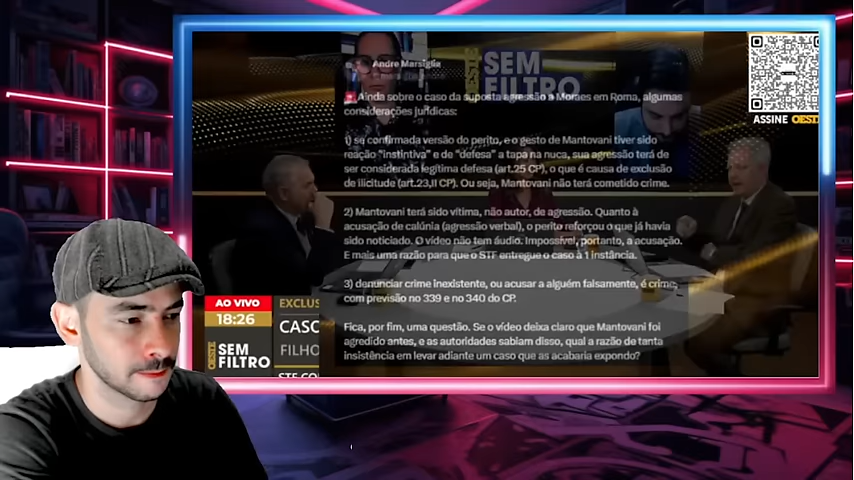 Andre Marsiglia
OESTE
SEM
FILTRO
🚨Ainda sobre o caso da suposta agressão a Moraes em Roma, algumas
considerações jurídicas:
1) se confirmada versão do perito, e o gesto de Mantovani tiver sido
reação "instintiva" e de "defesa" a tapa na nuca, sua agressão terá de
ser considerada legítima defesa (art.25 CP), o que é causa de exclusão
de ilicitude (art.23,II CP). Ou seja, Mantovani não terá cometido crime.
2) Mantovani terá sido vítima, não autor, de agressão. Quanto à
acusação de calúnia (agressão verbal), o perito reforçou o que já havia
sido noticiado. O vídeo não tem áudio. Impossível, portanto, a acusação.
E mais uma razão para que o STF entregue o caso à 1 instância.
3) denunciar crime inexistente, ou acusar a alguém falsamente, é crime,
com previsão no 339 e no 340 do CP.
Fica, por fim, uma questão. Se o vídeo deixa claro que Mantovani foi
agredido antes, e as autoridades sabiam disso, qual a razão de tanta
insistência em levar adiante um caso que as acabaria expondo?
ASSINE OESTE
AO VIVO
18:26
OESTE
SEM
FILTRO
EXCLUS
CASO
FILHO